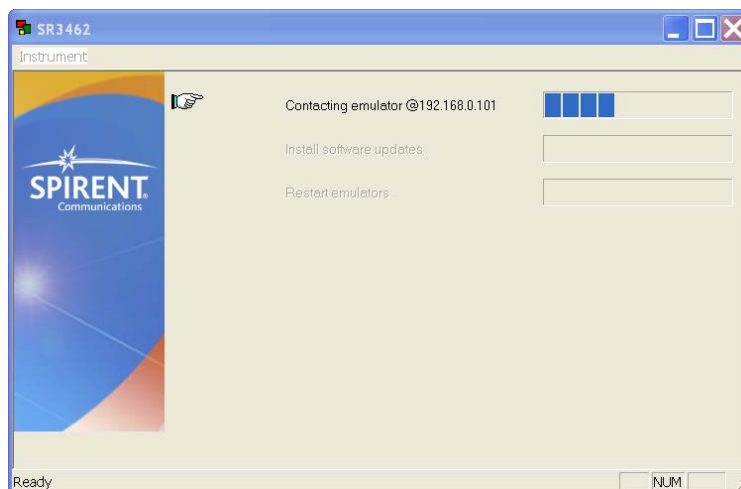 SR3462
Instrument
Contacting emulator @192.168.0.101
Install software updates
Restart emulators
SPIRENT.
Communications
Ready
NUM